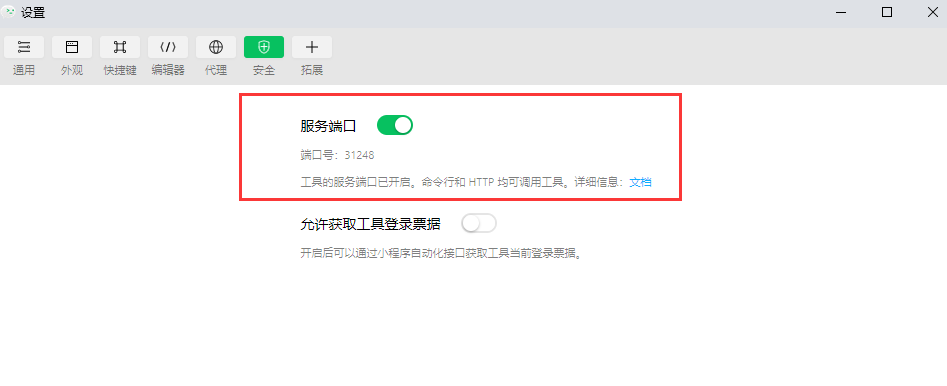 设置
通用 外观 快捷键 编辑器 代理 安全 拓展
服务端口
端口号：31248
工具的服务端口已开启。命令行和 HTTP 均可调用工具。详细信息：文档
允许获取工具登录票据
开启后可以通过小程序自动化接口获取工具当前登录票据。